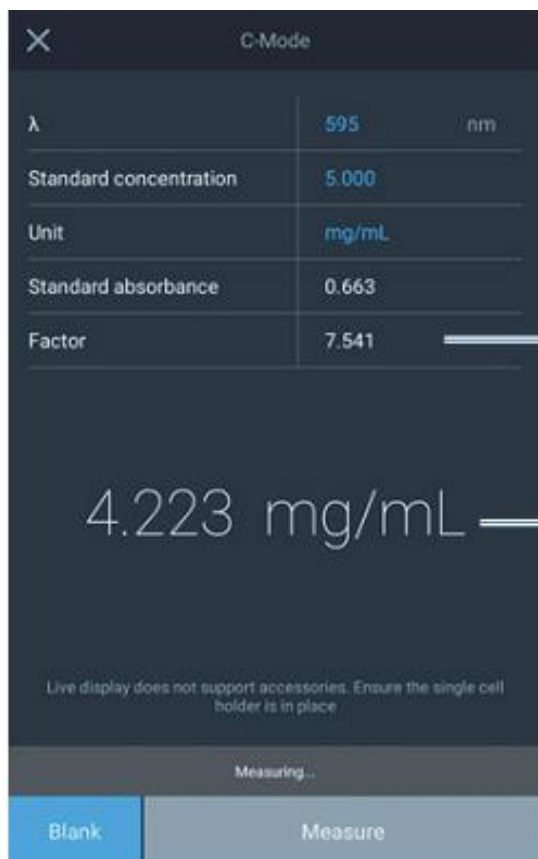 C-Mode
λ 595 nm
Standard concentration 5.000
Unit mg/mL
Standard absorbance 0.663
Factor 7.541
4.223 mg/mL
Live display does not support accessories. Ensure the single cell
holder is in place
Measuring...
Blank Measure